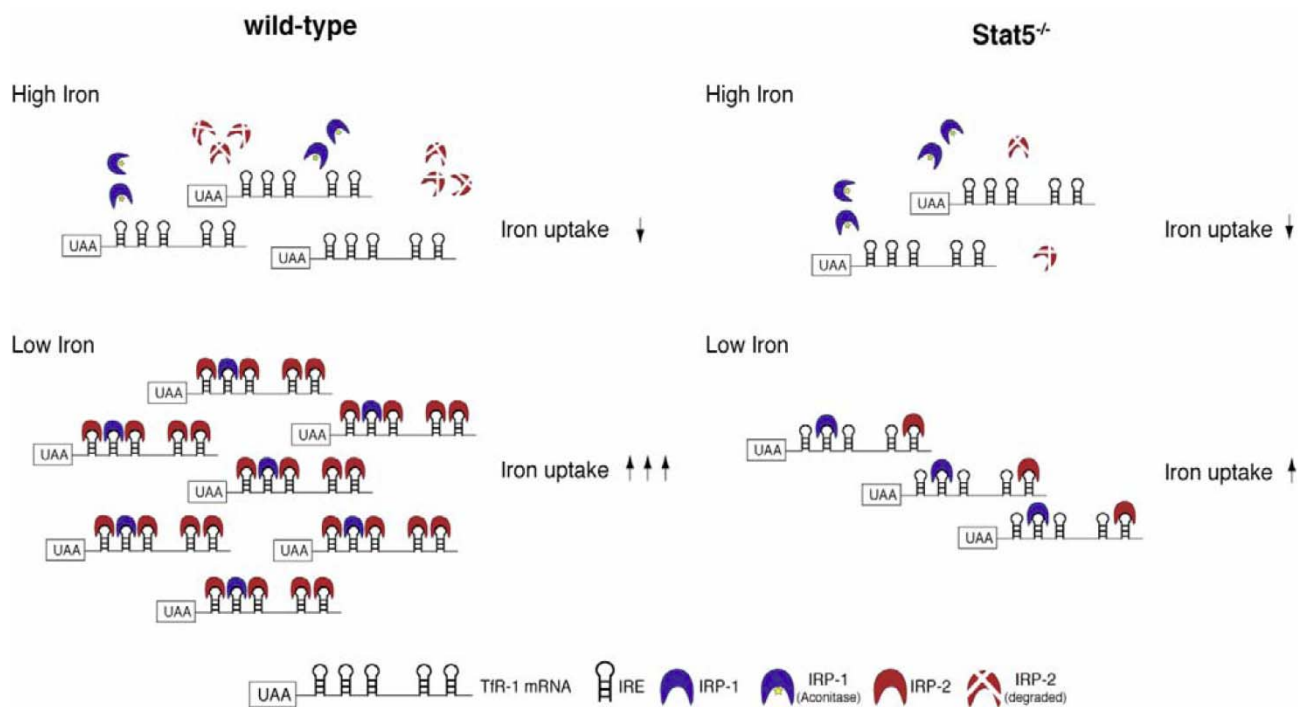 wild-type
Stat5-/-
High Iron
High Iron
UAA
UAA
UAA
Iron uptake
UAA
UAA
Iron uptake
Low Iron
Low Iron
UAA
UAA
UAA
UAA
UAA
UAA
UAA
Iron uptake
UAA
UAA
UAA
Iron uptake
UAA
TfR-1 mRNA
IRE
IRP-1
IRP-1
(Aconitase)
IRP-2
IRP-2
(degraded)